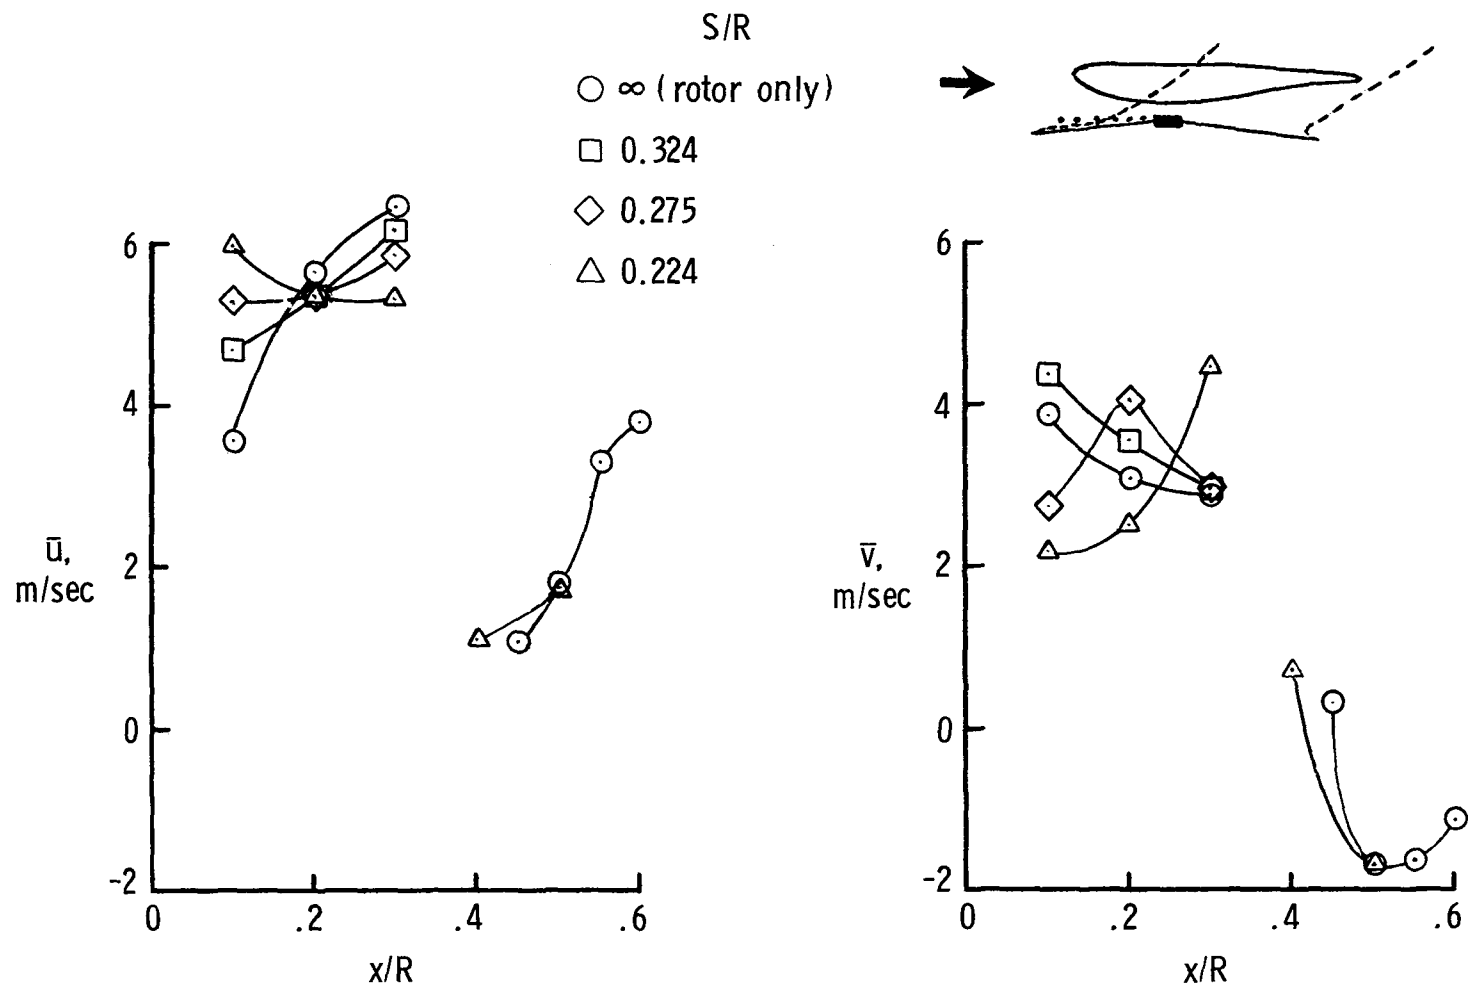 S/R
∞ (rotor only)
0.324
0.275
0.224
6
4
2
0
-2
ū,
m/sec
0
.2
.4
.6
x/R
6
4
2
0
-2
v̅,
m/sec
0
.2
.4
.6
x/R